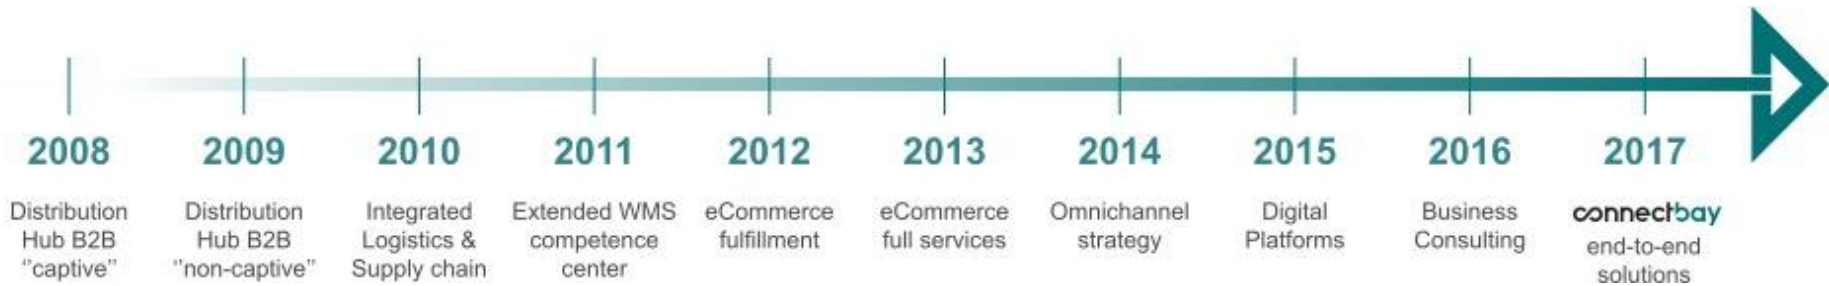 2008
Distribution
Hub B2B
‘'captive’'
2009
Distribution
Hub B2B
‘'non-captive’'
2010
Integrated
Logistics &
Supply chain
2011
Extended WMS
competence
center
2012
eCommerce
fulfillment
2013
eCommerce
full services
2014
Omnichannel
strategy
2015
Digital
Platforms
2016
Business
Consulting
2017
connectbay
end-to-end
solutions